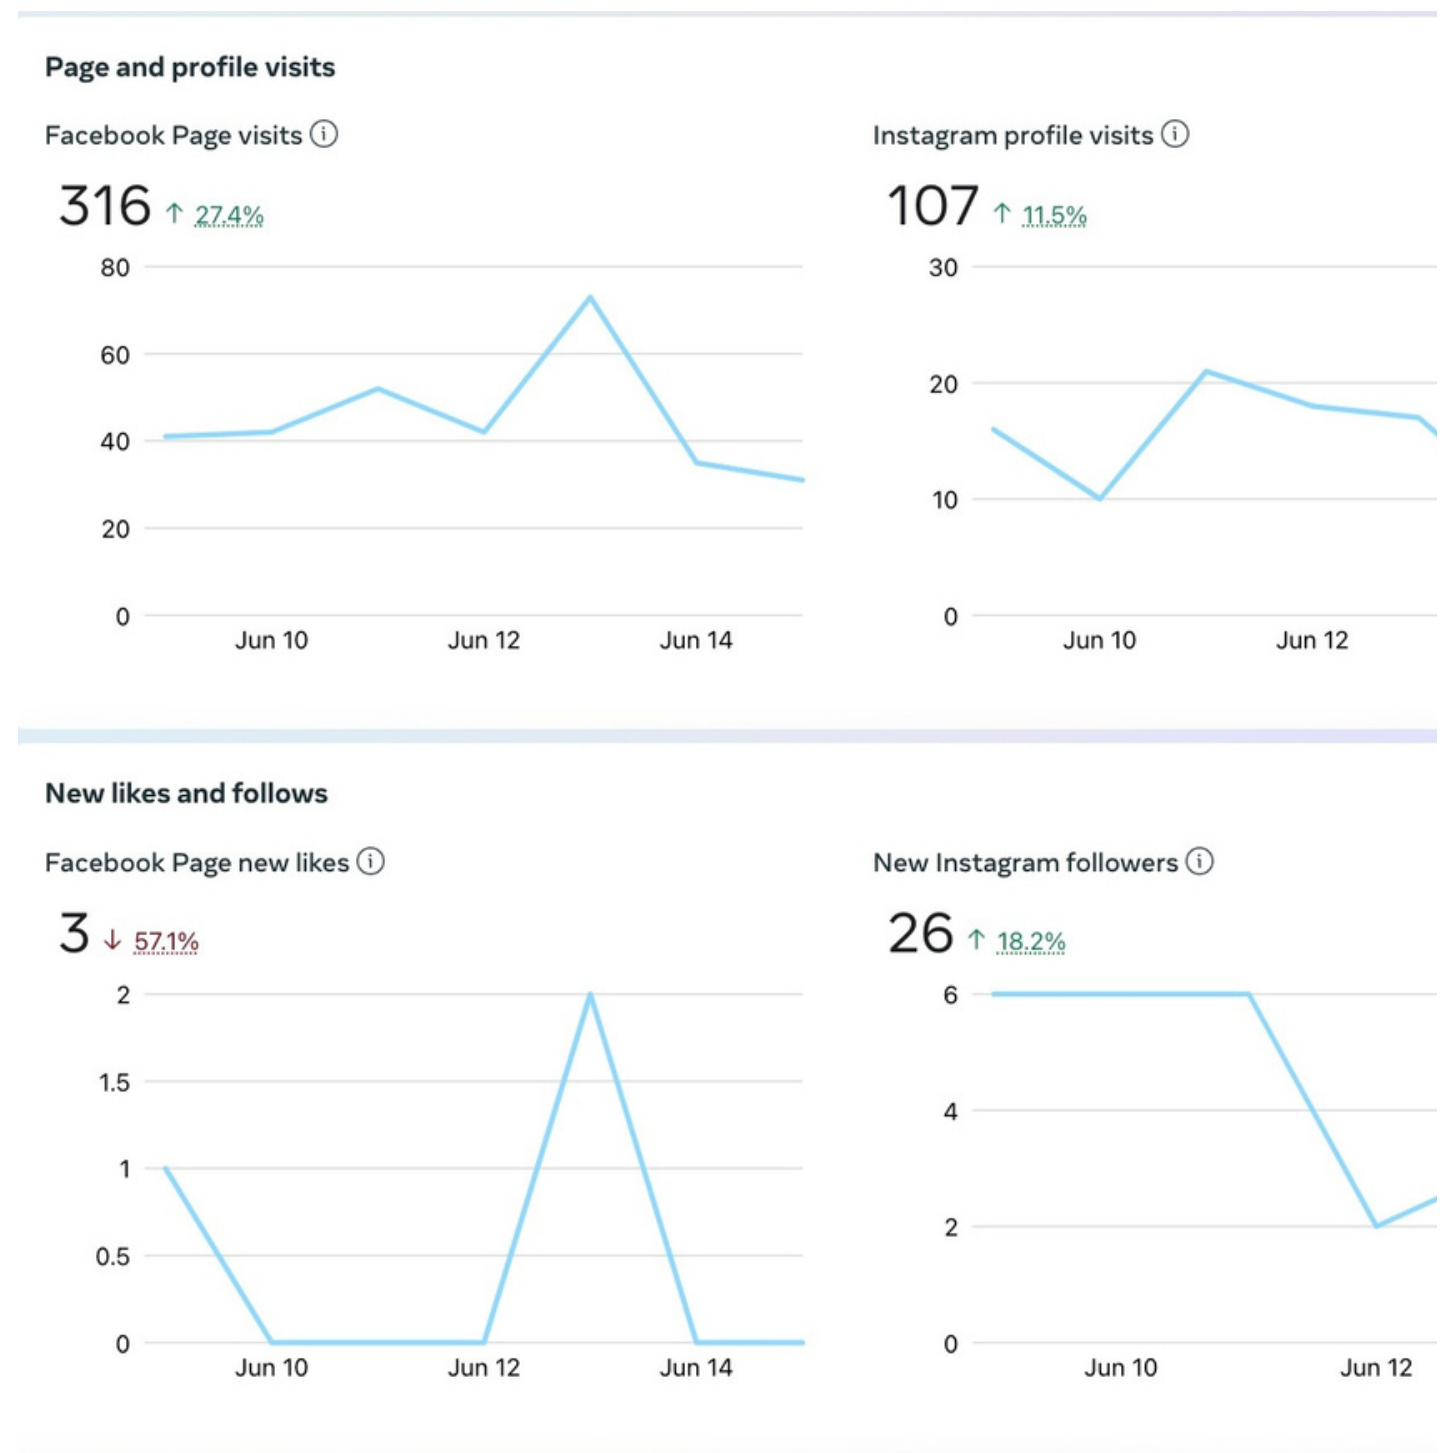 Page and profile visits
Facebook Page visits
316 ↑ 27.4%
80
60
40
20
0
Jun 10 Jun 12 Jun 14
Instagram profile visits
107 ↑ 11.5%
30
20
10
0
Jun 10 Jun 12
New likes and follows
Facebook Page new likes
3 ↓ 57.1%
2
1.5
1
0.5
0
Jun 10 Jun 12 Jun 14
New Instagram followers
26 ↑ 18.2%
6
4
2
0
Jun 10 Jun 12